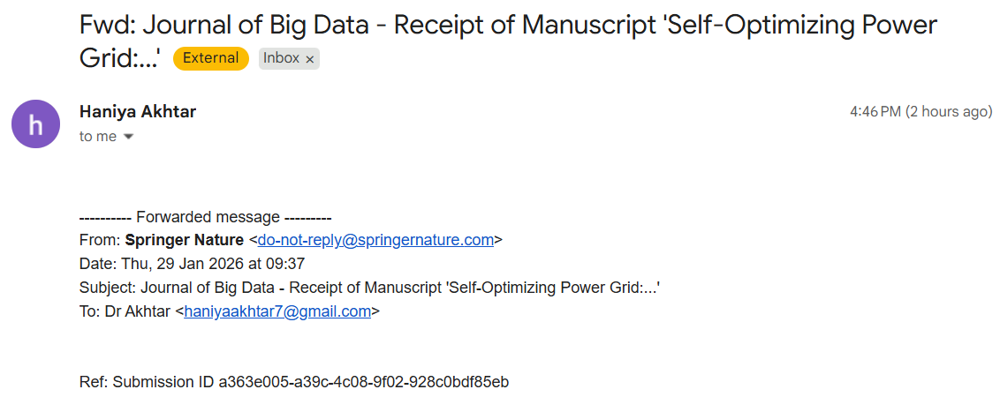 Fwd: Journal of Big Data - Receipt of Manuscript 'Self-Optimizing Power
Grid:...' External Inbox ×
h
Haniya Akhtar 4:46 PM (2 hours ago)
to me
---------- Forwarded message ---------
From: Springer Nature <do-not-reply@springernature.com>
Date: Thu, 29 Jan 2026 at 09:37
Subject: Journal of Big Data - Receipt of Manuscript 'Self-Optimizing Power Grid:...'
To: Dr Akhtar <haniyaakhtar7@gmail.com>
Ref: Submission ID a363e005-a39c-4c08-9f02-928c0bdf85eb